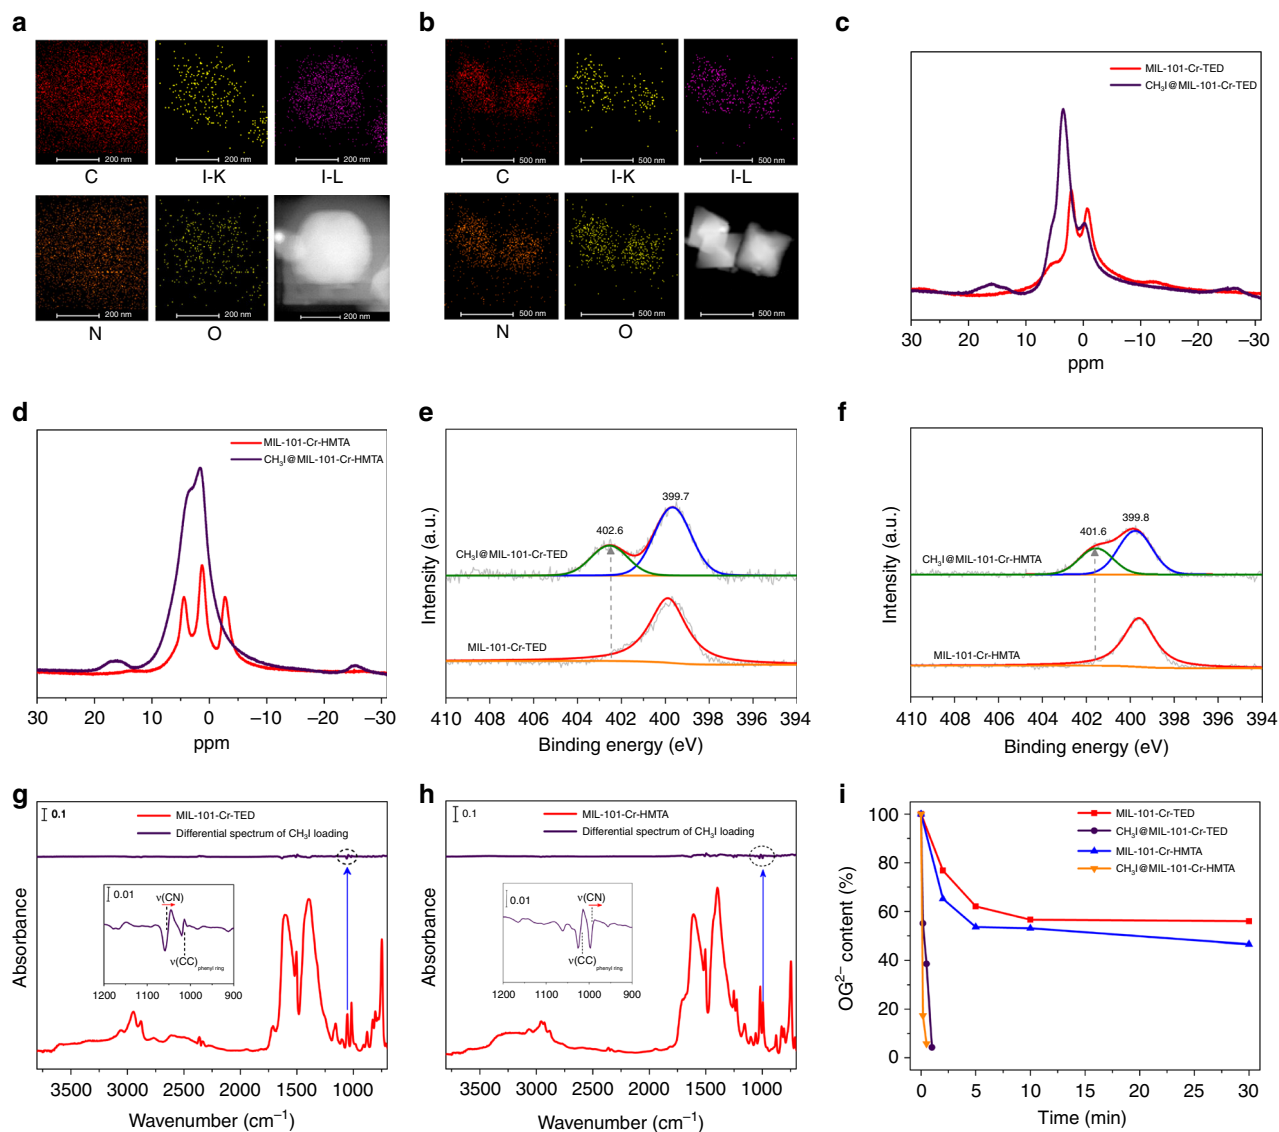 a
200 nm
200 nm
200 nm
C
I-K
I-L
200 nm
200 nm
200 nm
N
O
b
500 nm
500 nm
500 nm
C
I-K
I-L
500 nm
500 nm
500 nm
N
O
c
MIL-101-Cr-TED
CH₃I@MIL-101-Cr-TED
30 20 10 0 –10 –20 –30
ppm
d
MIL-101-Cr-HMTA
CH₃I@MIL-101-Cr-HMTA
30 20 10 0 –10 –20 –30
ppm
e
Intensity (a.u.)
399.7
402.6
CH₃I@MIL-101-Cr-TED
MIL-101-Cr-TED
410 408 406 404 402 400 398 396 394
Binding energy (eV)
f
Intensity (a.u.)
399.8
401.6
CH₃I@MIL-101-Cr-HMTA
MIL-101-Cr-HMTA
410 408 406 404 402 400 398 396 394
Binding energy (eV)
g
0.1
MIL-101-Cr-TED
Differential spectrum of CH₃I loading
Absorbance
0.01
ν(CN)
ν(CC)phenyl ring
1200 1100 1000 900
3500 3000 2500 2000 1500 1000
Wavenumber (cm⁻¹)
h
0.1
MIL-101-Cr-HMTA
Differential spectrum of CH₃I loading
Absorbance
0.01
ν(CN)
ν(CC)phenyl ring
1200 1100 1000 900
3500 3000 2500 2000 1500 1000
Wavenumber (cm⁻¹)
i
OG²⁻ content (%)
100
80
60
40
20
0
MIL-101-Cr-TED
CH₃I@MIL-101-Cr-TED
MIL-101-Cr-HMTA
CH₃I@MIL-101-Cr-HMTA
0 5 10 15 20 25 30
Time (min)